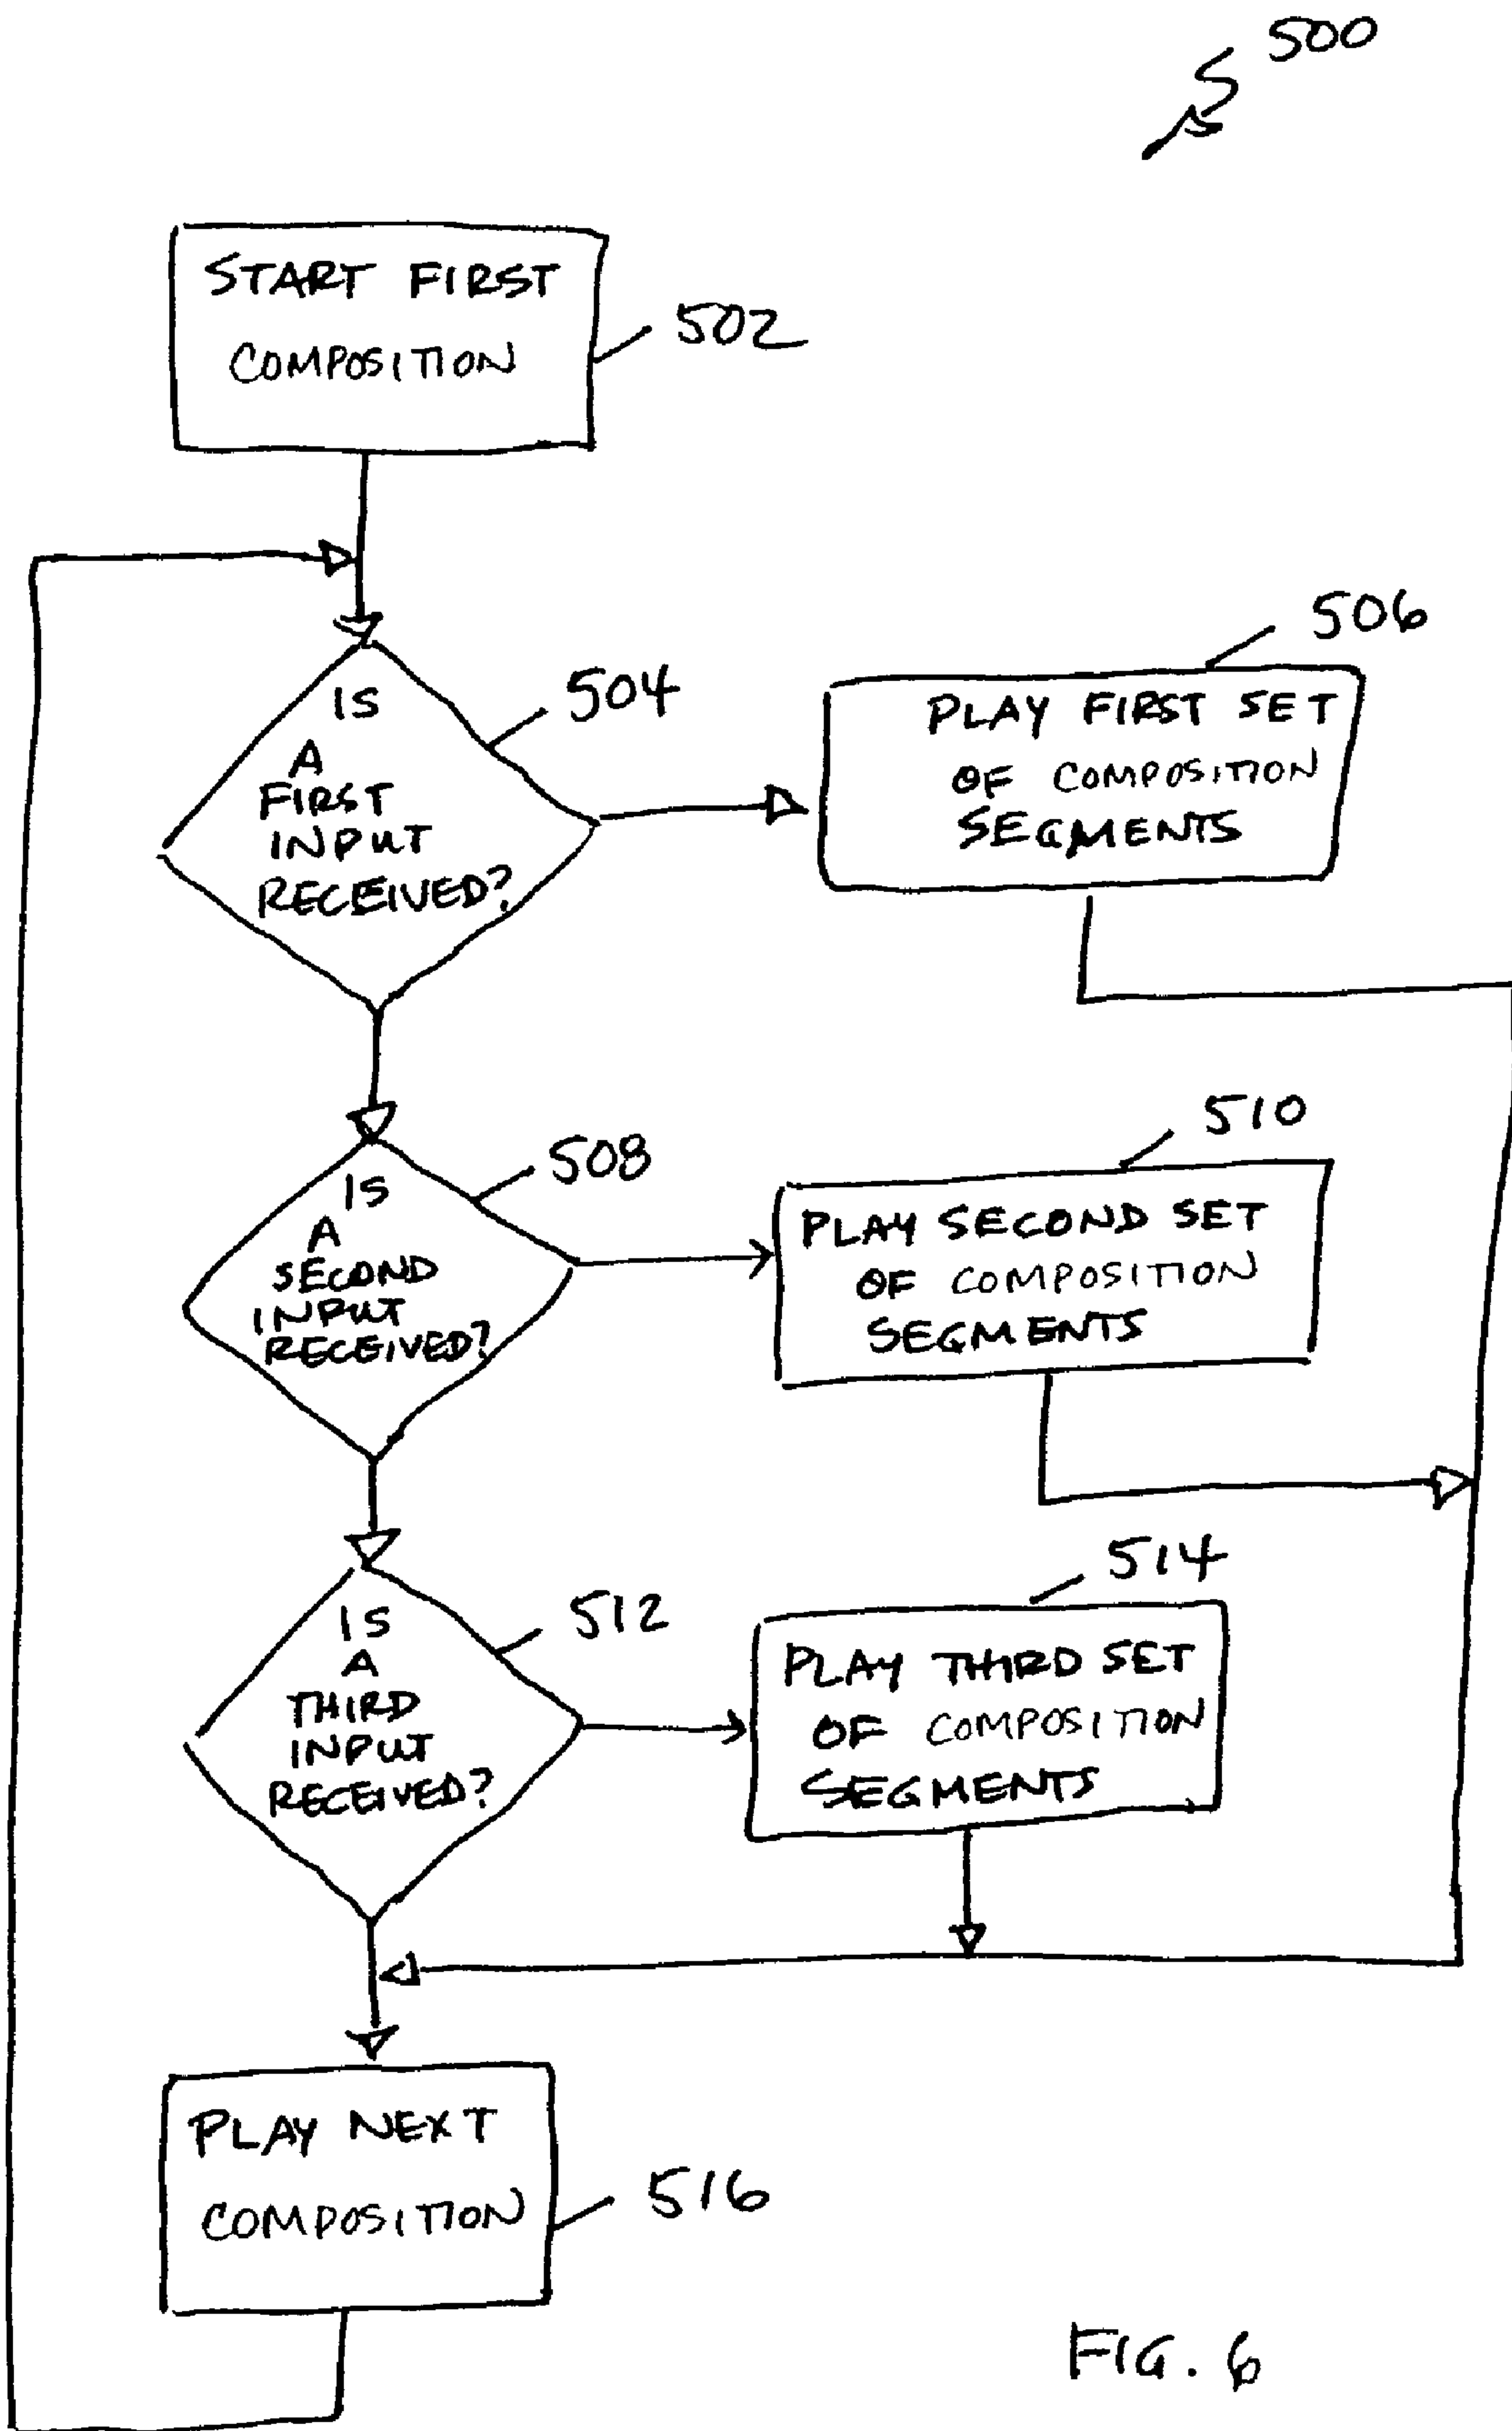 500
START FIRST
COMPOSITION
502
IS
A
FIRST
INPUT
RECEIVED?
504
506
PLAY FIRST SET
OF COMPOSITION
SEGMENTS
IS
A
SECOND
INPUT
RECEIVED?
508
510
PLAY SECOND SET
OF COMPOSITION
SEGMENTS
IS
A
THIRD
INPUT
RECEIVED?
512
514
PLAY THIRD SET
OF COMPOSITION
SEGMENTS
PLAY NEXT
COMPOSITION
516
FIG. 6